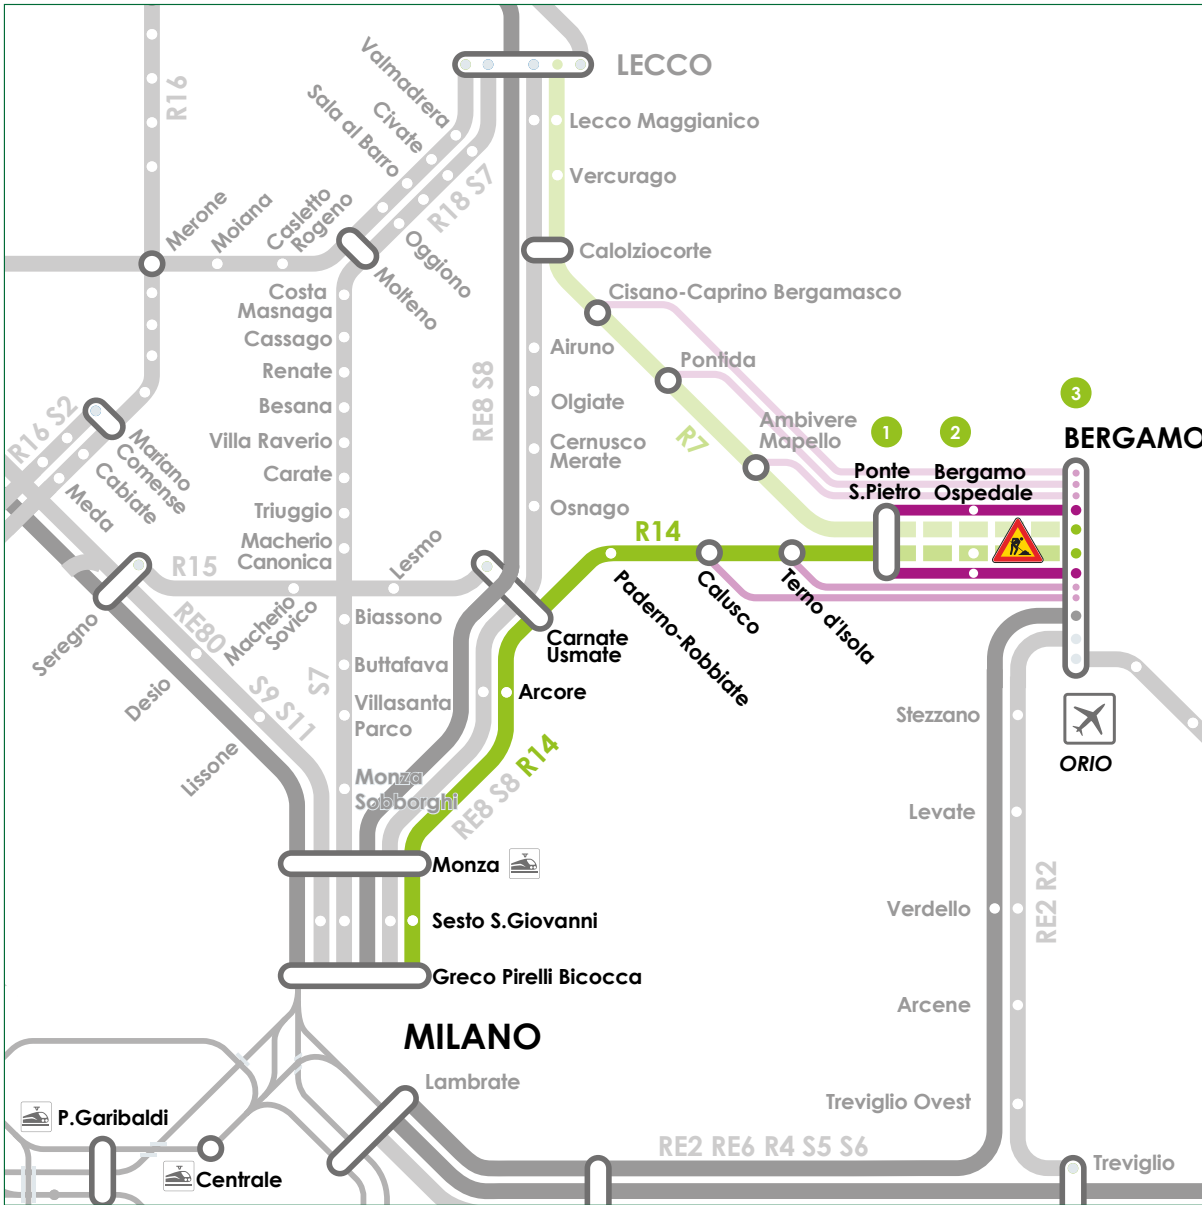 LECCO
R16
Valmadrera
Civate
Sala al Barro
Lecco Maggianico
Vercurago
R18 S7
Merone
Moiana
Casletto
Rogeno
Oggiono
Molteno
Calolziocorte
Cisano-Caprino Bergamasco
Costa
Masnaga
Cassago
Renate
Besana
Villa Raverio
Carate
Triuggio
Macherio
Canonica
RE8 S8
Airuno
Olgiate
Cernusco
Merate
Osnago
Pontida
Ambivere
Mapello
R7
1
2
3
BERGAMO
Ponte
S.Pietro
Bergamo
Ospedale
R16 S2
Mariano
Comense
Cabiate
Meda
R14
R15
Lesmo
Seregno
Macherio
Sovico
RE80
S9 S11
Desio
Lissone
S7
Biassono
Buttafava
Villasanta
Parco
Monza
Sobborghi
Carnate
Usmate
Arcore
Paderno-Robbiate
Calusco
Terno d'Isola
RE8 S8 R14
Stezzano
ORIO
Levate
Verdello
RE2 R2
Arcene
Treviglio Ovest
Treviglio
Monza
Sesto S.Giovanni
Greco Pirelli Bicocca
MILANO
Lambrate
RE2 RE6 R4 S5 S6
P.Garibaldi
Centrale